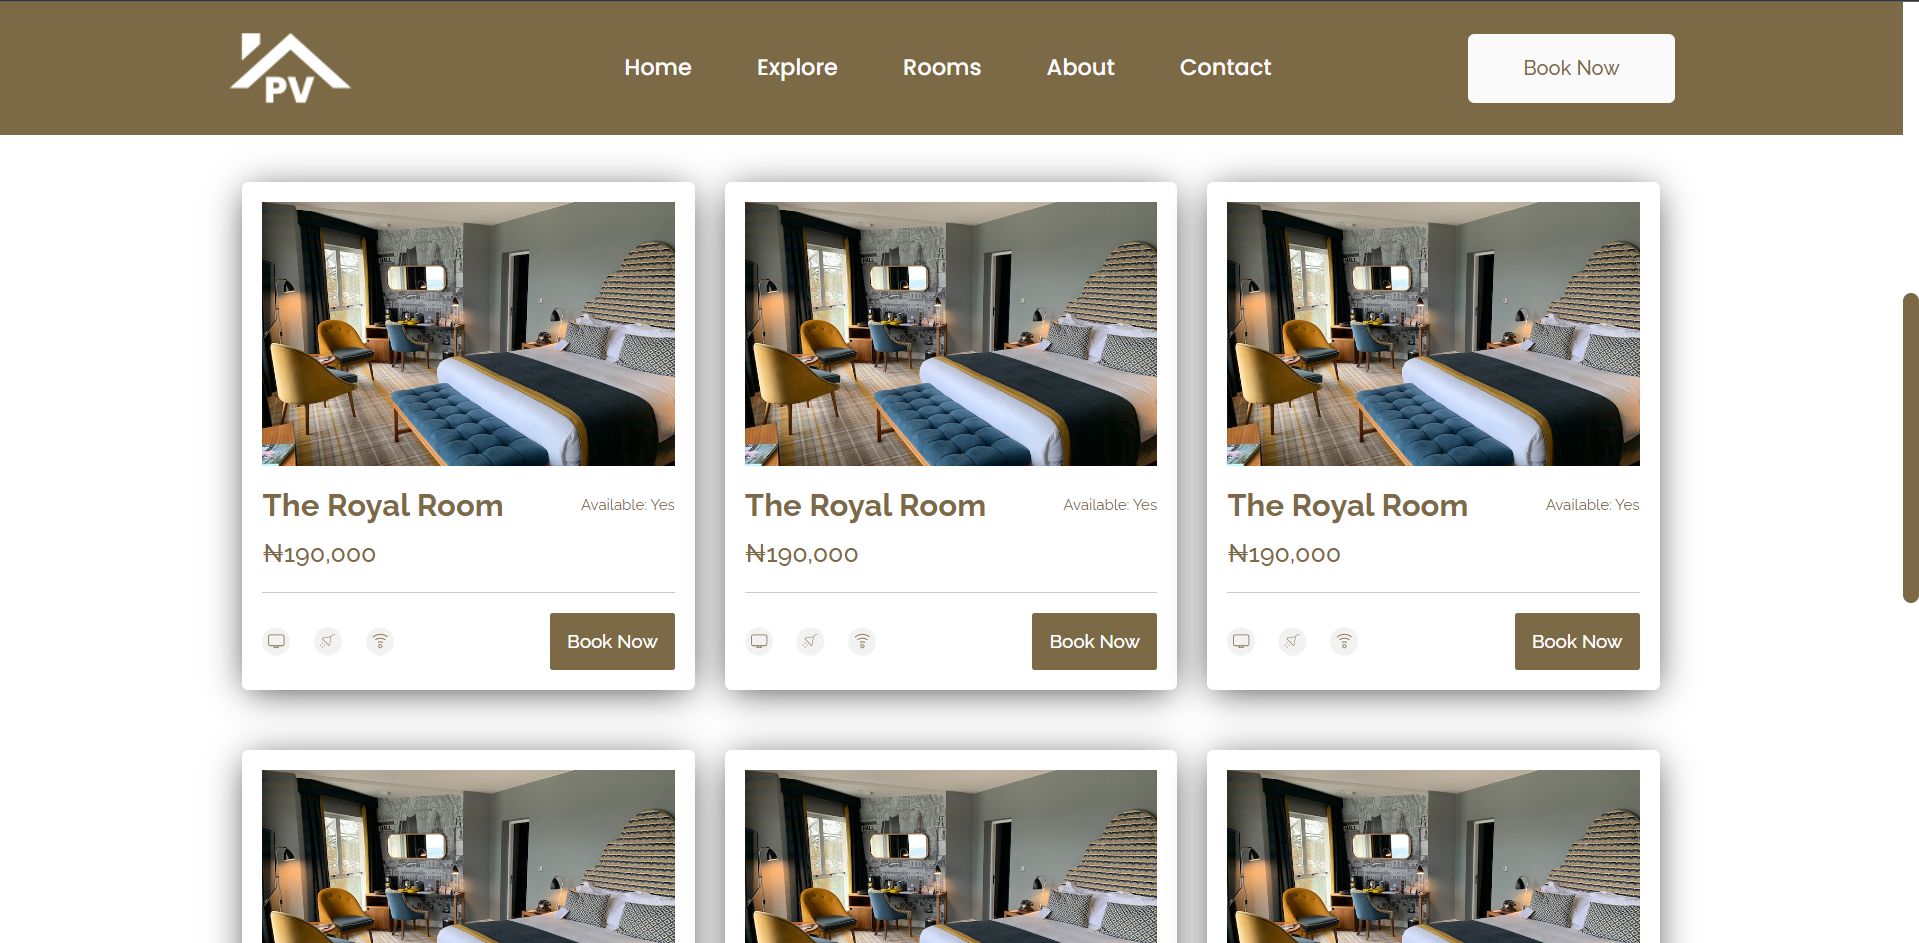 PV
Home Explore Rooms About Contact Book Now
The Royal Room Available: Yes
₦190,000
Book Now
The Royal Room Available: Yes
₦190,000
Book Now
The Royal Room Available: Yes
₦190,000
Book Now